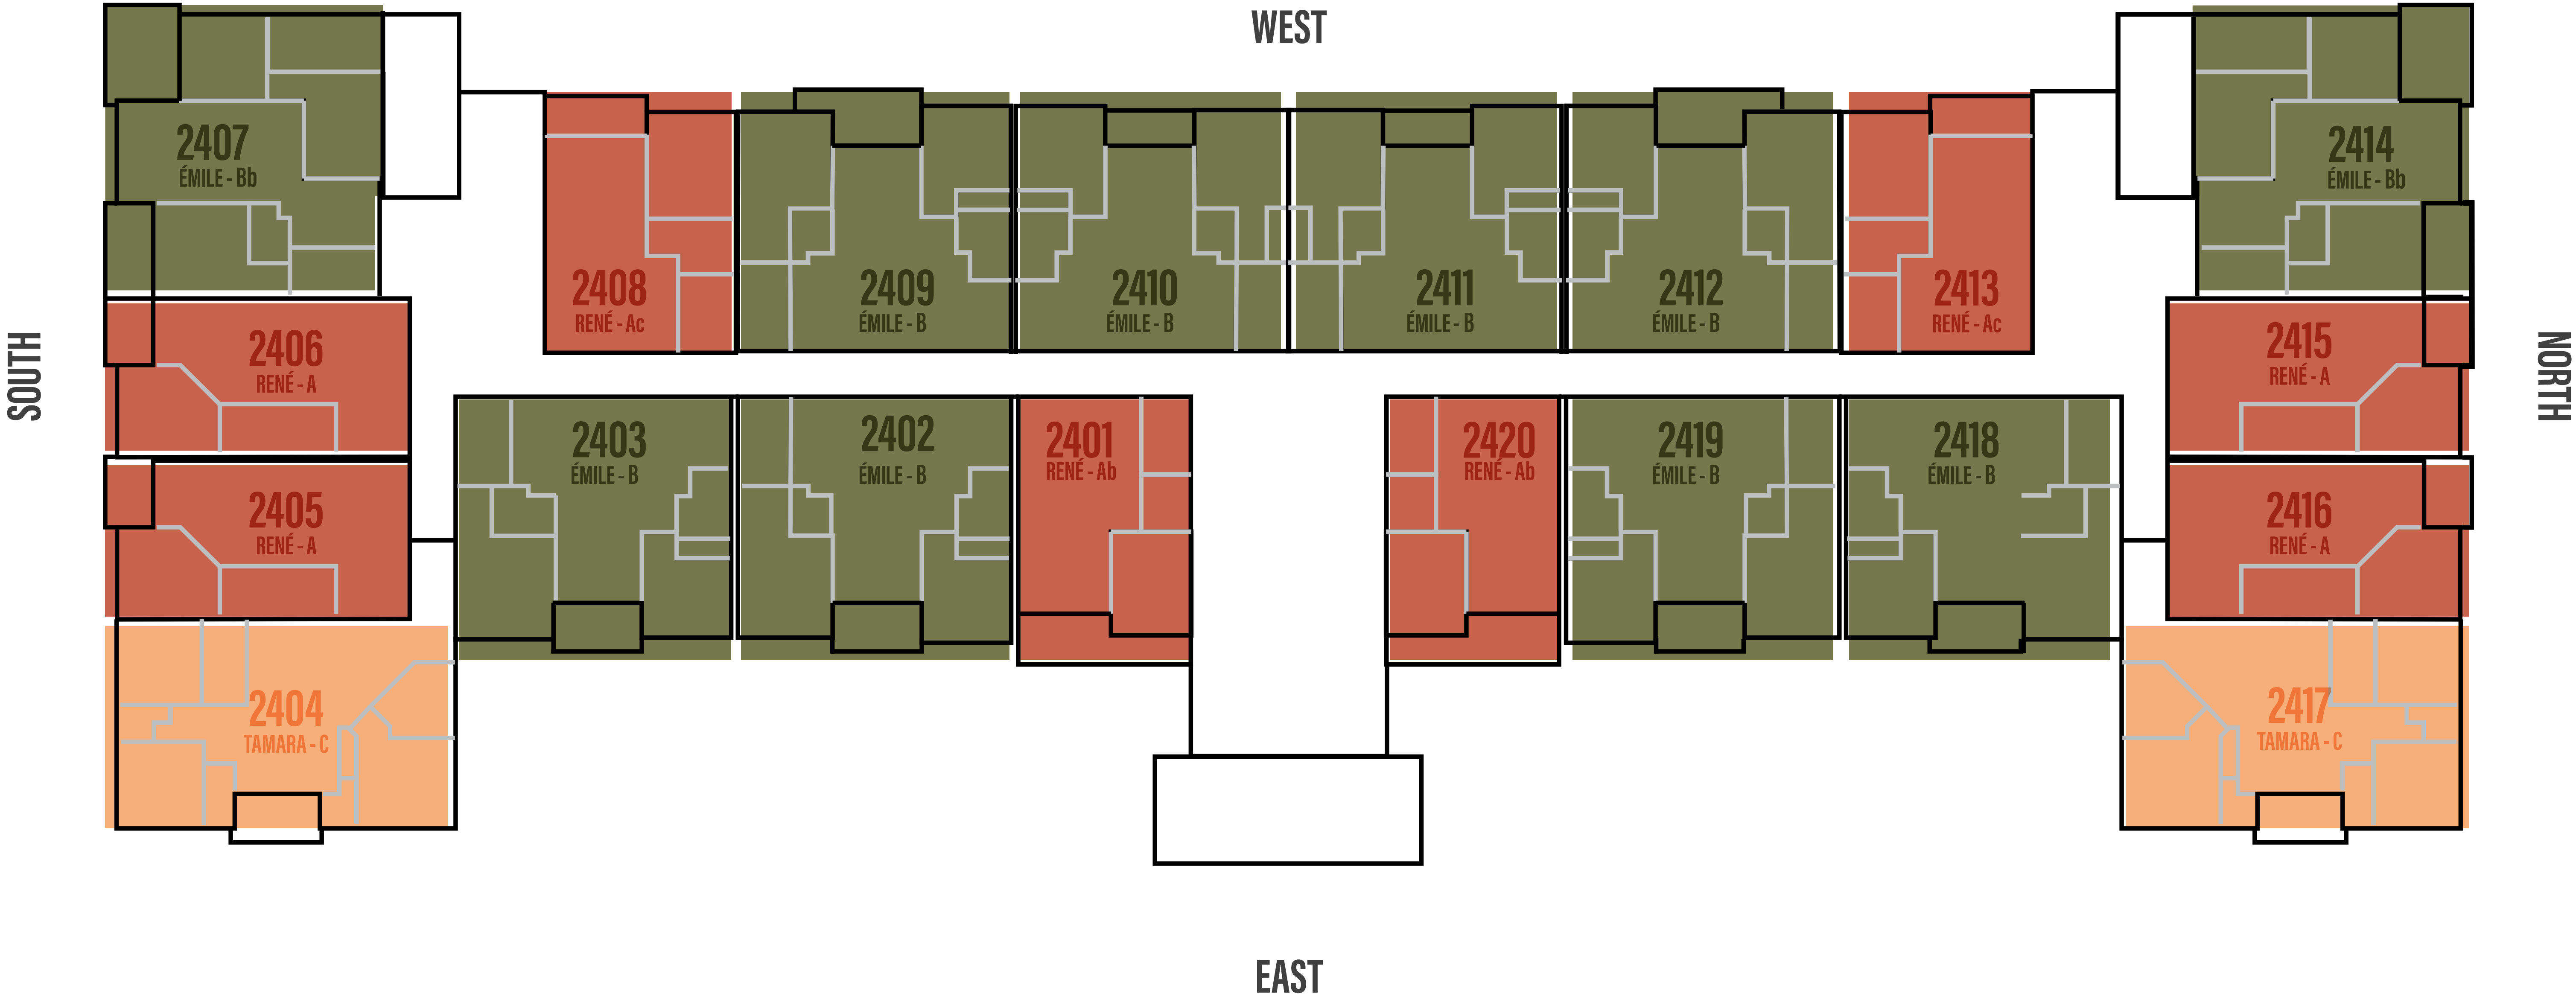 WEST
2407
ÉMILE - Bb
2414
ÉMILE - Bb
2408
RENÉ - Ac
2409
ÉMILE - B
2410
ÉMILE - B
2411
ÉMILE - B
2412
ÉMILE - B
2413
RENÉ - Ac
SOUTH
2406
RENÉ - A
2415
RENÉ - A
NORTH
2405
RENÉ - A
2403
ÉMILE - B
2402
ÉMILE - B
2401
RENÉ - Ab
2420
RENÉ - Ab
2419
ÉMILE - B
2418
ÉMILE - B
2416
RENÉ - A
2404
TAMARA - C
2417
TAMARA - C
EAST